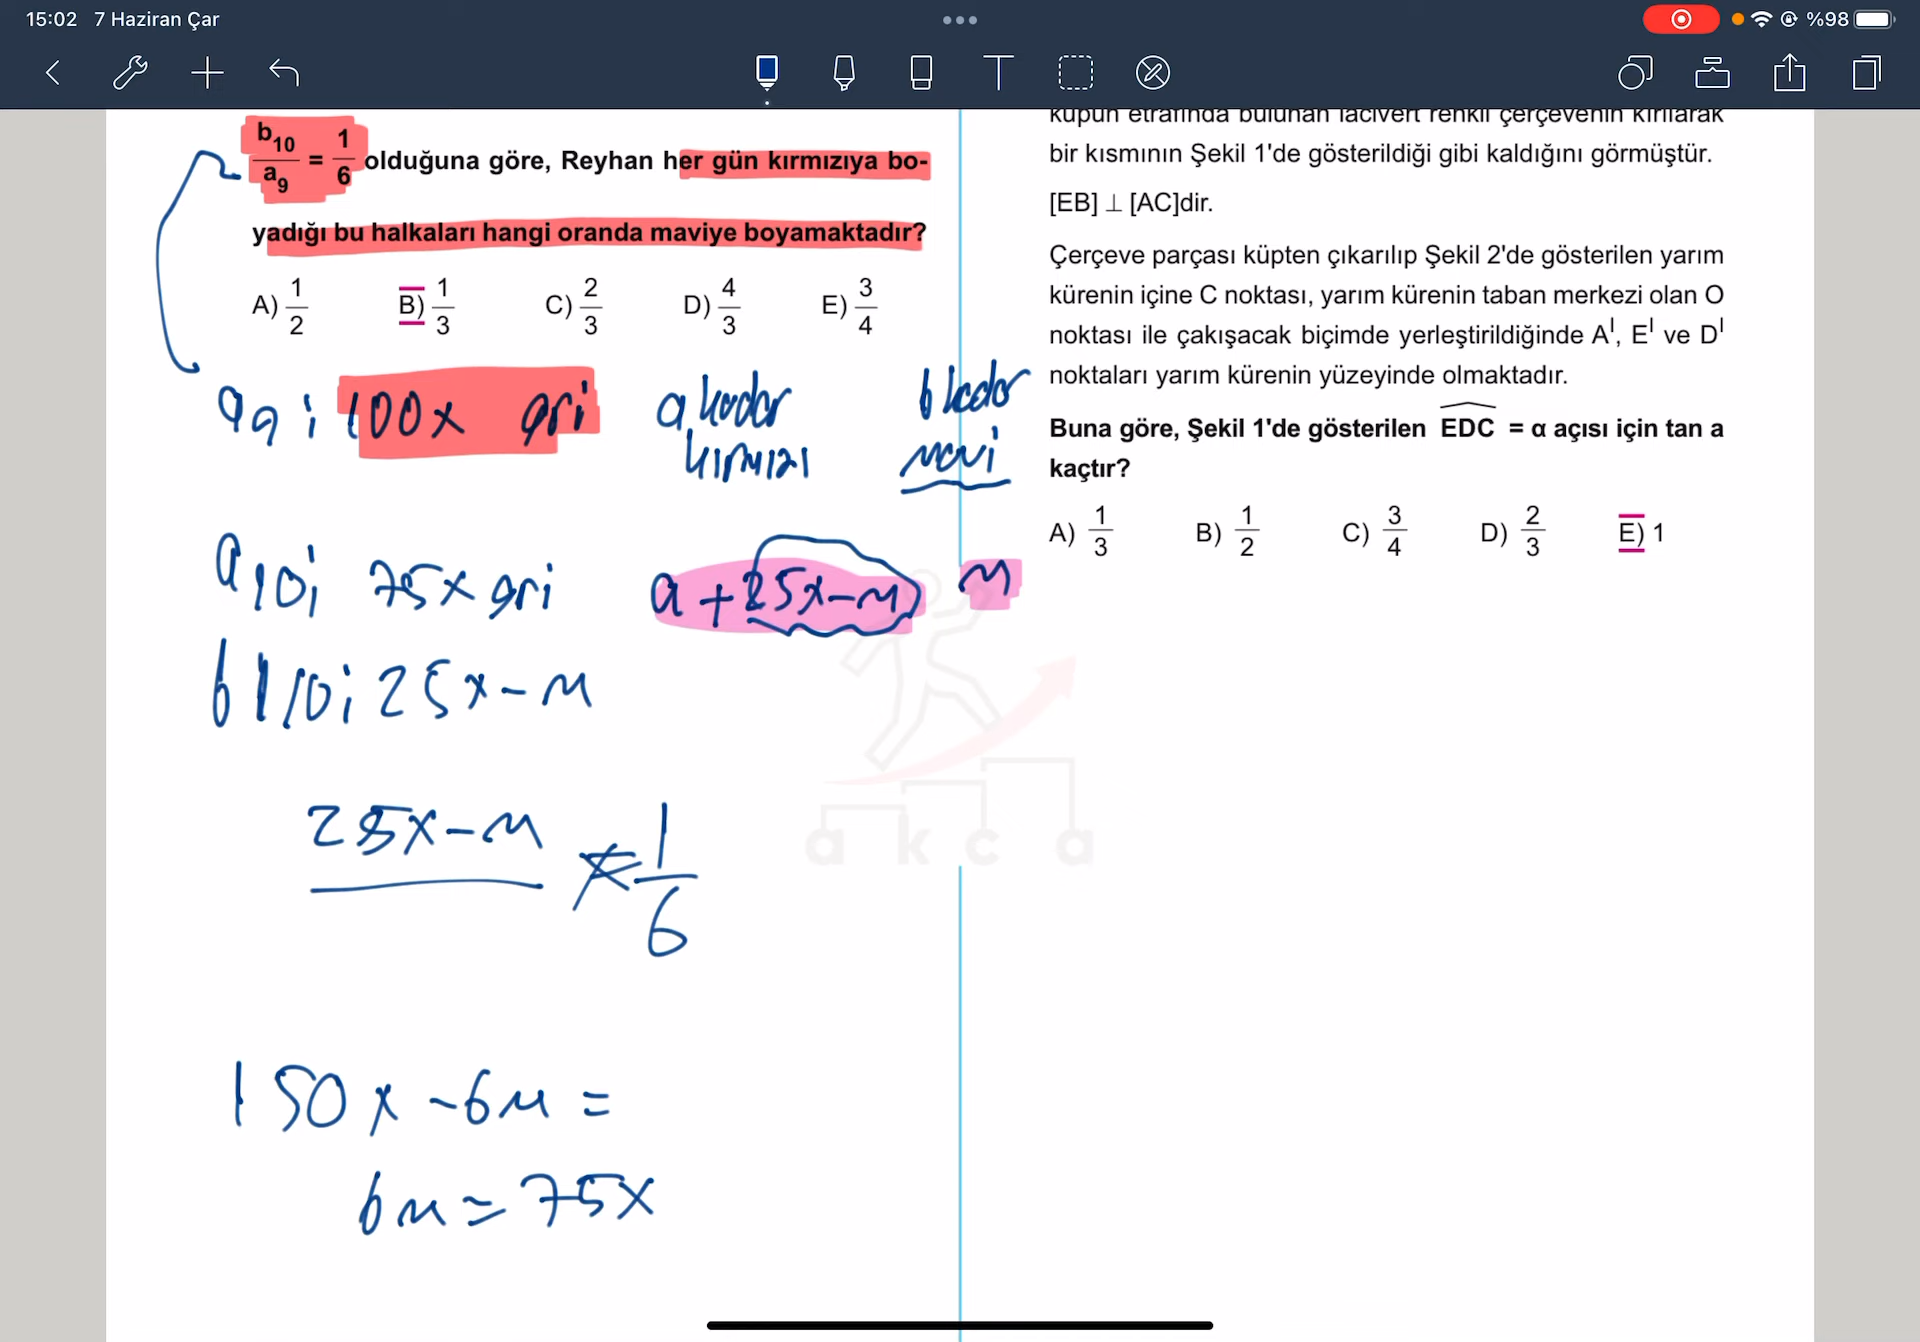 15:02 7 Haziran Çar
%98
b10/a9 = 1/6 olduğuna göre, Reyhan her gün kırmızıya bo-
yadığı bu halkaları hangi oranda maviye boyamaktadır?
A) 1/2 B) 1/3 C) 2/3 D) 4/3 E) 3/4
a9 ; 100x gri a kadar kırmızı b kadar mavi
a10 ; 75x gri a + 25x - m m
b10 ; 25x - m
25x - m = 1/6
150x - 6m =
6m = 75x
küpün etrafında bulunan lacivert renkli çerçevenin kırılarak
bir kısmının Şekil 1'de gösterildiği gibi kaldığını görmüştür.
[EB] ⊥ [AC]dir.
Çerçeve parçası küpten çıkarılıp Şekil 2'de gösterilen yarım
kürenin içine C noktası, yarım kürenin taban merkezi olan O
noktası ile çakışacak biçimde yerleştirildiğinde Aᴵ, Eᴵ ve Dᴵ
noktaları yarım kürenin yüzeyinde olmaktadır.
Buna göre, Şekil 1'de gösterilen EDC = α açısı için tan a
kaçtır?
A) 1/3 B) 1/2 C) 3/4 D) 2/3 E) 1
akca